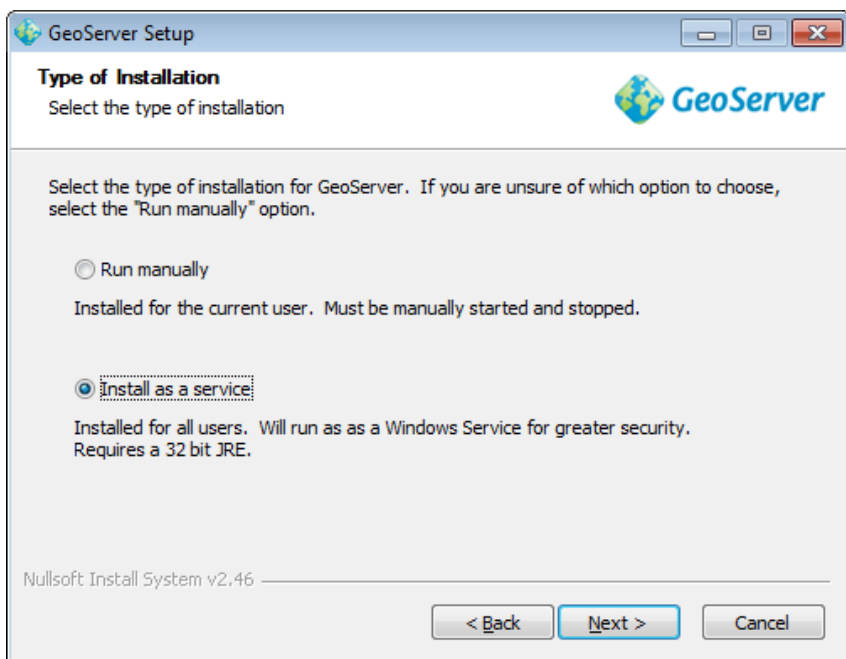 GeoServer Setup
Type of Installation
Select the type of installation
GeoServer
Select the type of installation for GeoServer. If you are unsure of which option to choose,
select the "Run manually" option.
Run manually
Installed for the current user. Must be manually started and stopped.
Install as a service
Installed for all users. Will run as as a Windows Service for greater security.
Requires a 32 bit JRE.
Nullsoft Install System v2.46
< Back
Next >
Cancel